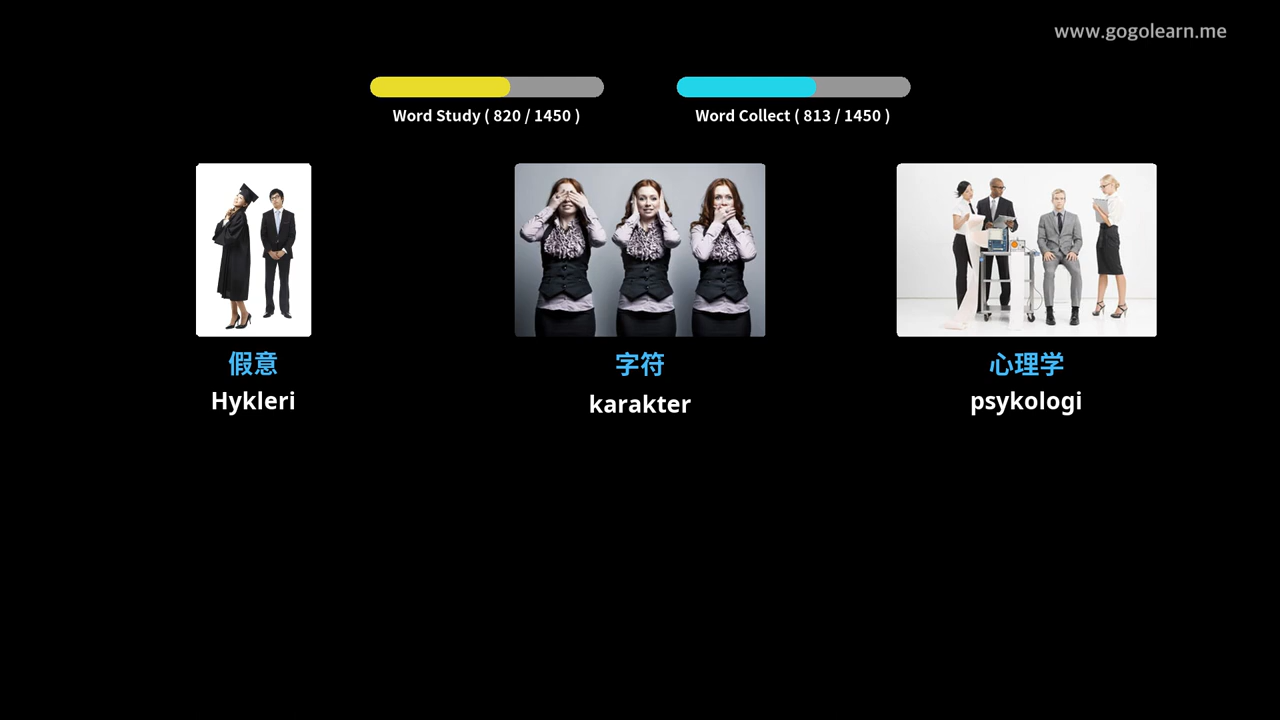 www.gogolearn.me
Word Study ( 820 / 1450 )
Word Collect ( 813 / 1450 )
假意
Hykleri
字符
karakter
心理学
psykologi